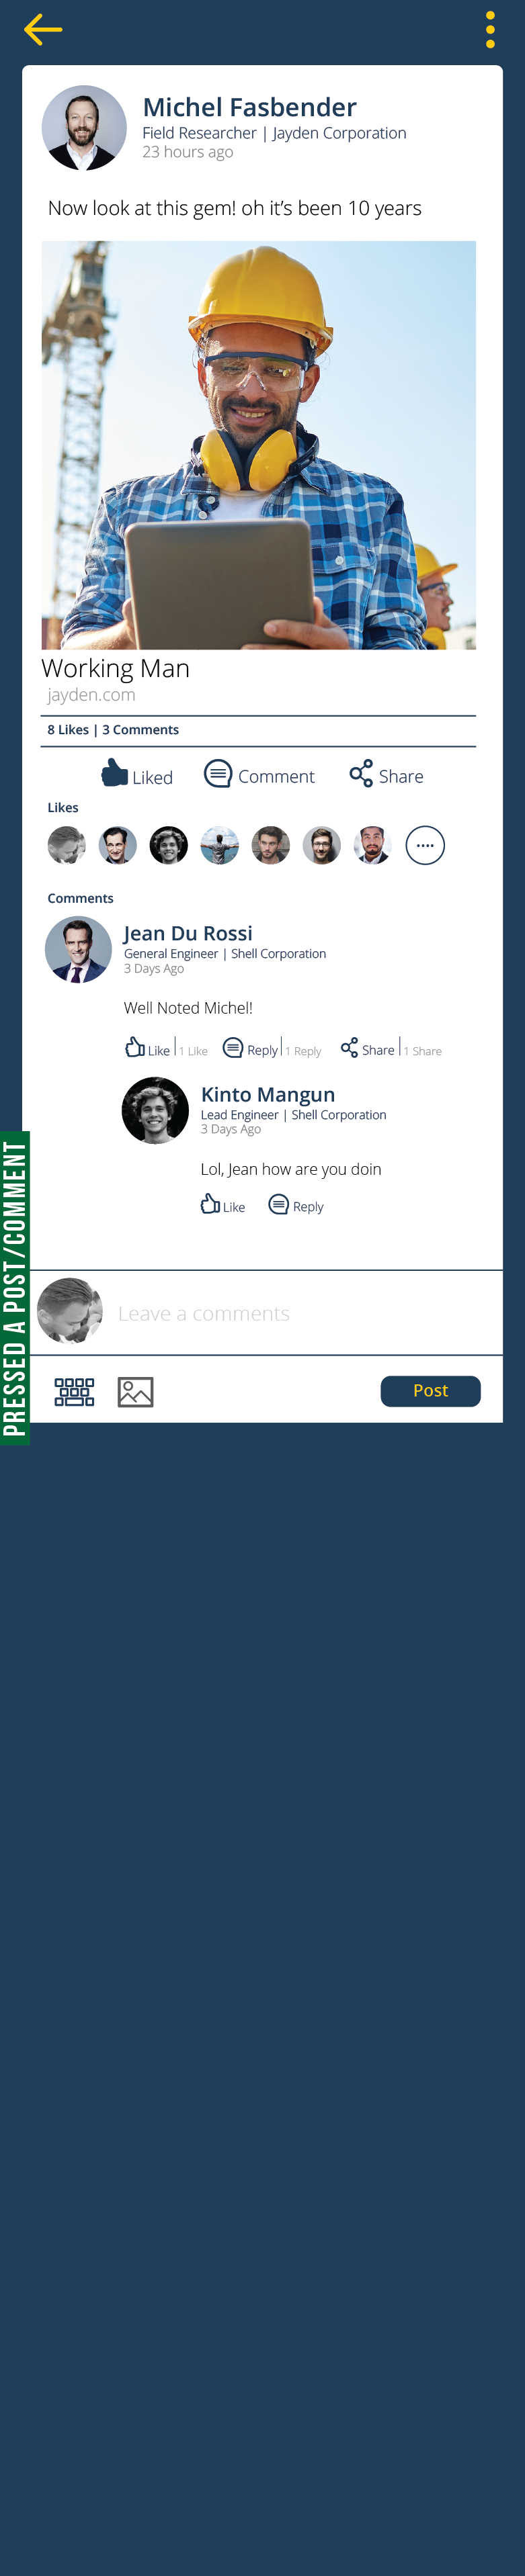 Michel Fasbender
Field Researcher | Jayden Corporation
23 hours ago
Now look at this gem! oh it's been 10 years
Working Man
jayden.com
8 Likes | 3 Comments
Liked Comment Share
Likes
Comments
Jean Du Rossi
General Engineer | Shell Corporation
3 Days Ago
Well Noted Michel!
Like 1 Like Reply 1 Reply Share 1 Share
Kinto Mangun
Lead Engineer | Shell Corporation
3 Days Ago
Lol, Jean how are you doin
Like Reply
PRESSED A POST/COMMENT
Leave a comments
Post